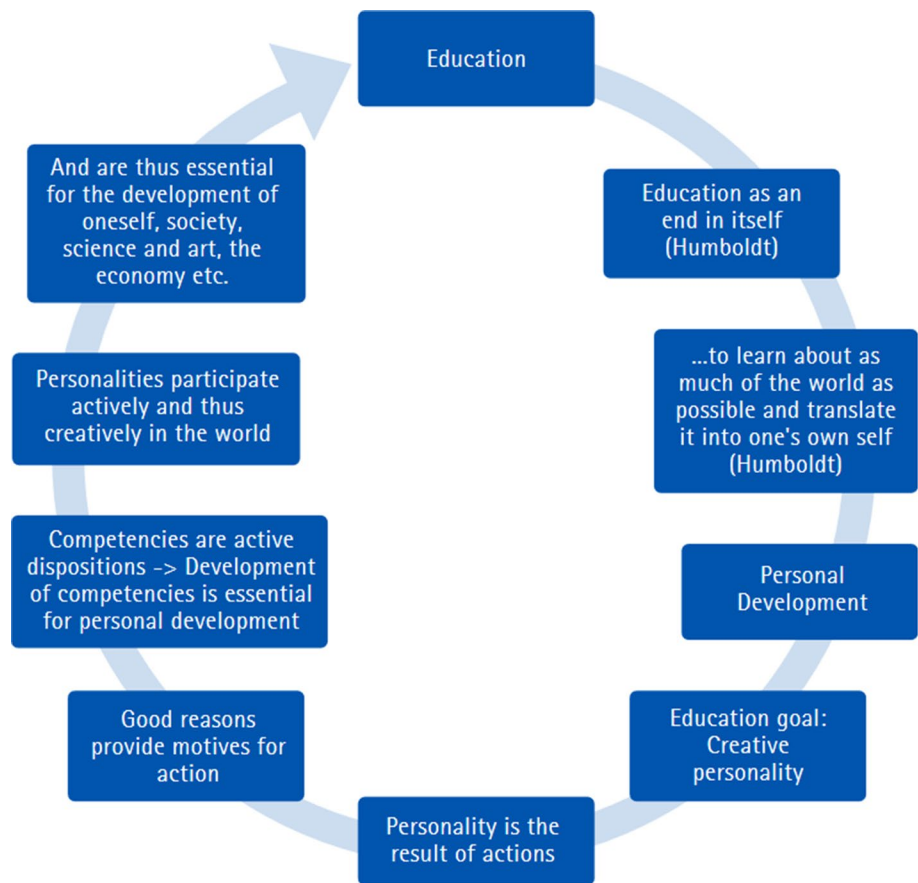 Education
Education as an
end in itself
(Humboldt)
...to learn about as
much of the world as
possible and translate
it into one's own self
(Humboldt)
Personal
Development
Education goal:
Creative
personality
Personality is the
result of actions
Good reasons
provide motives for
action
Competencies are active
dispositions -> Development
of competencies is essential
for personal development
Personalities participate
actively and thus
creatively in the world
And are thus essential
for the development of
oneself, society,
science and art, the
economy etc.